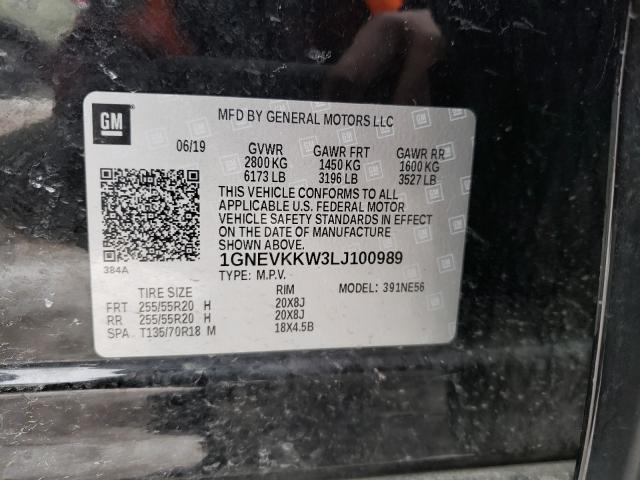 GM
MFD BY GENERAL MOTORS LLC
06/19 GVWR GAWR FRT GAWR RR
2800 KG 1450 KG 1600 KG
6173 LB 3196 LB 3527 LB
THIS VEHICLE CONFORMS TO ALL
APPLICABLE U.S. FEDERAL MOTOR
VEHICLE SAFETY STANDARDS IN EFFECT
ON THE DATE OF MANUFACTURE
SHOWN ABOVE.
384A
1GNEVKKW3LJ100989
TYPE: M.P.V.
TIRE SIZE RIM MODEL: 391NE56
FRT 255/55R20 H 20X8J
RR 255/55R20 H 20X8J
SPA T135/70R18 M 18X4.5B